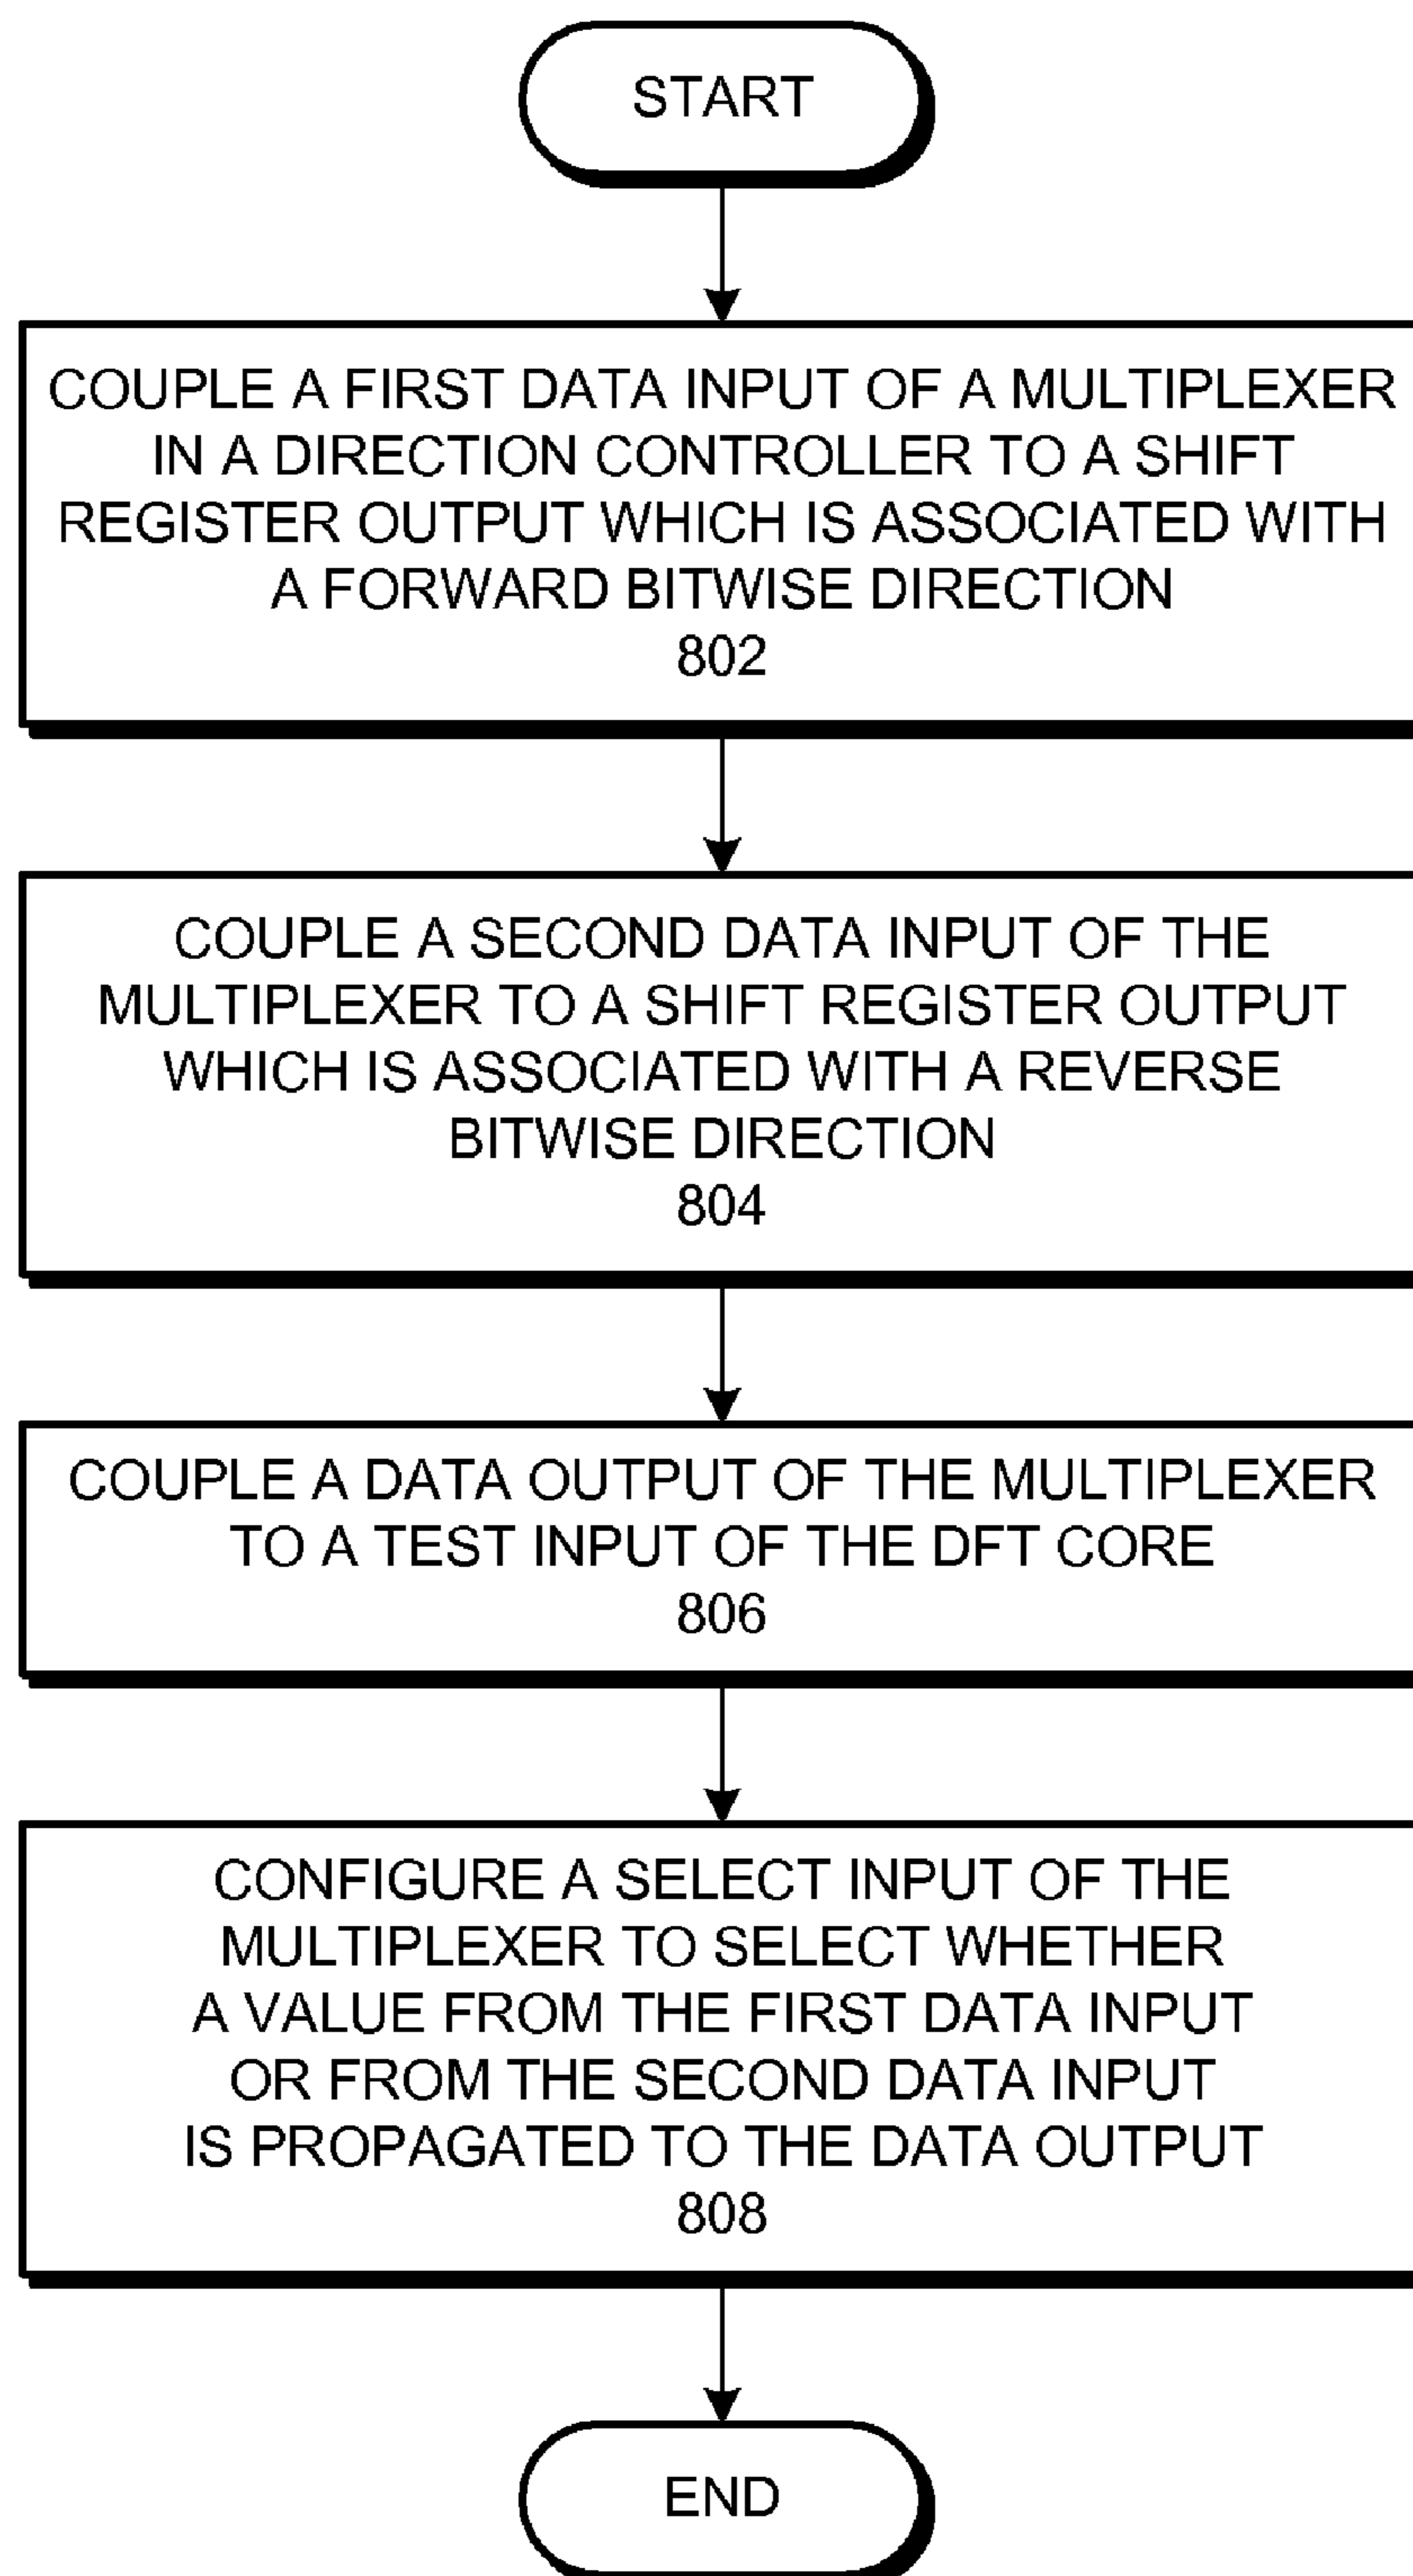 START
COUPLE A FIRST DATA INPUT OF A MULTIPLEXER
IN A DIRECTION CONTROLLER TO A SHIFT
REGISTER OUTPUT WHICH IS ASSOCIATED WITH
A FORWARD BITWISE DIRECTION
802
COUPLE A SECOND DATA INPUT OF THE
MULTIPLEXER TO A SHIFT REGISTER OUTPUT
WHICH IS ASSOCIATED WITH A REVERSE
BITWISE DIRECTION
804
COUPLE A DATA OUTPUT OF THE MULTIPLEXER
TO A TEST INPUT OF THE DFT CORE
806
CONFIGURE A SELECT INPUT OF THE
MULTIPLEXER TO SELECT WHETHER
A VALUE FROM THE FIRST DATA INPUT
OR FROM THE SECOND DATA INPUT
IS PROPAGATED TO THE DATA OUTPUT
808
END